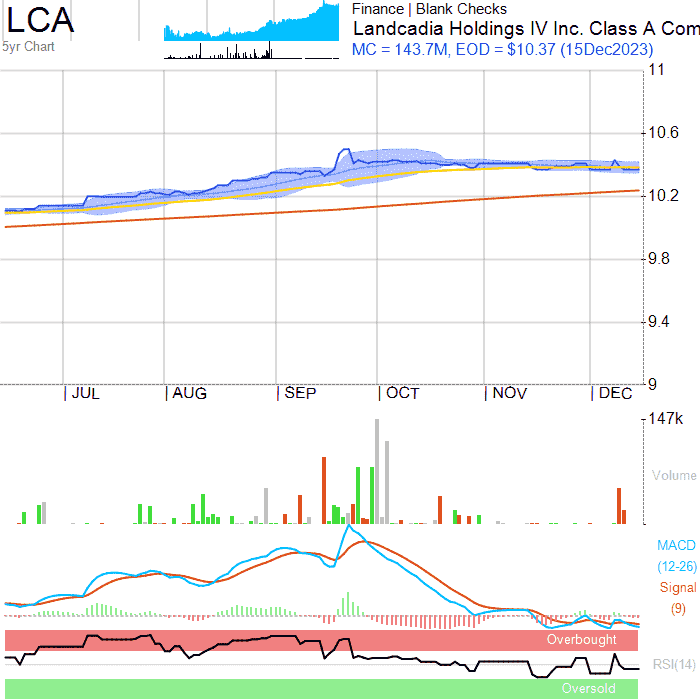 LCA
5yr Chart
Finance | Blank Checks
Landcadia Holdings IV Inc. Class A Com
MC = 143.7M, EOD = $10.37 (15Dec2023)
11
10.6
10.2
9.8
9.4
9
JUL AUG SEP OCT NOV DEC
147k
Volume
MACD
(12-26)
Signal
(9)
Overbought
RSI(14)
Oversold